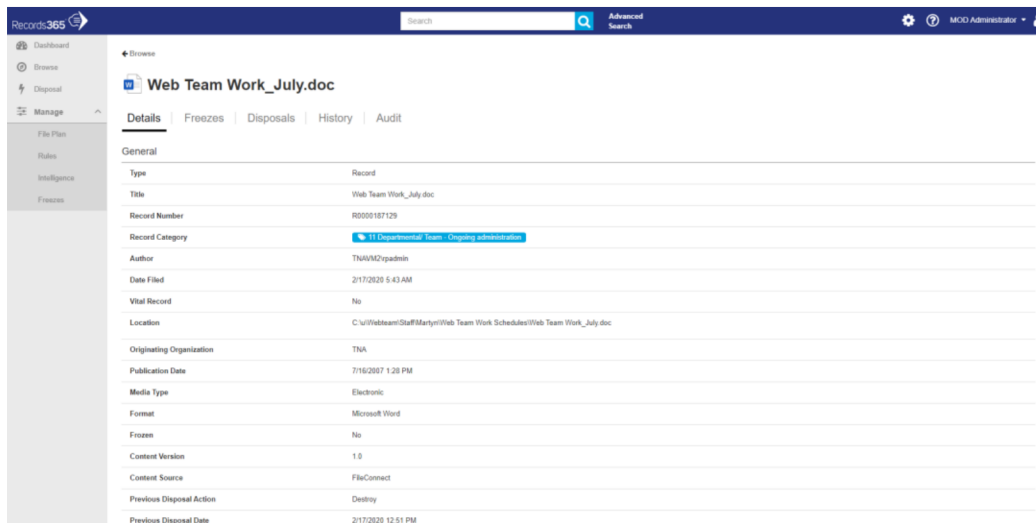 Records365
Search
Advanced
Search
MOD Administrator
Dashboard
Browse
Disposal
Manage
File Plan
Rules
Intelligence
Freezes
Browse
Web Team Work_July.doc
Details Freezes Disposals History Audit
General
Type Record
Title Web Team Work_July.doc
Record Number R0000187129
Record Category 11 Departmental/ Team - Ongoing administration
Author TNAVM2\rpadmin
Date Filed 2/17/2020 5:43 AM
Vital Record No
Location C:\u\Webteam\Staff\Martyn\Web Team Work Schedules\Web Team Work_July.doc
Originating Organization TNA
Publication Date 7/16/2007 1:28 PM
Media Type Electronic
Format Microsoft Word
Frozen No
Content Version 1.0
Content Source FileConnect
Previous Disposal Action Destroy
Previous Disposal Date 2/17/2020 12:51 PM